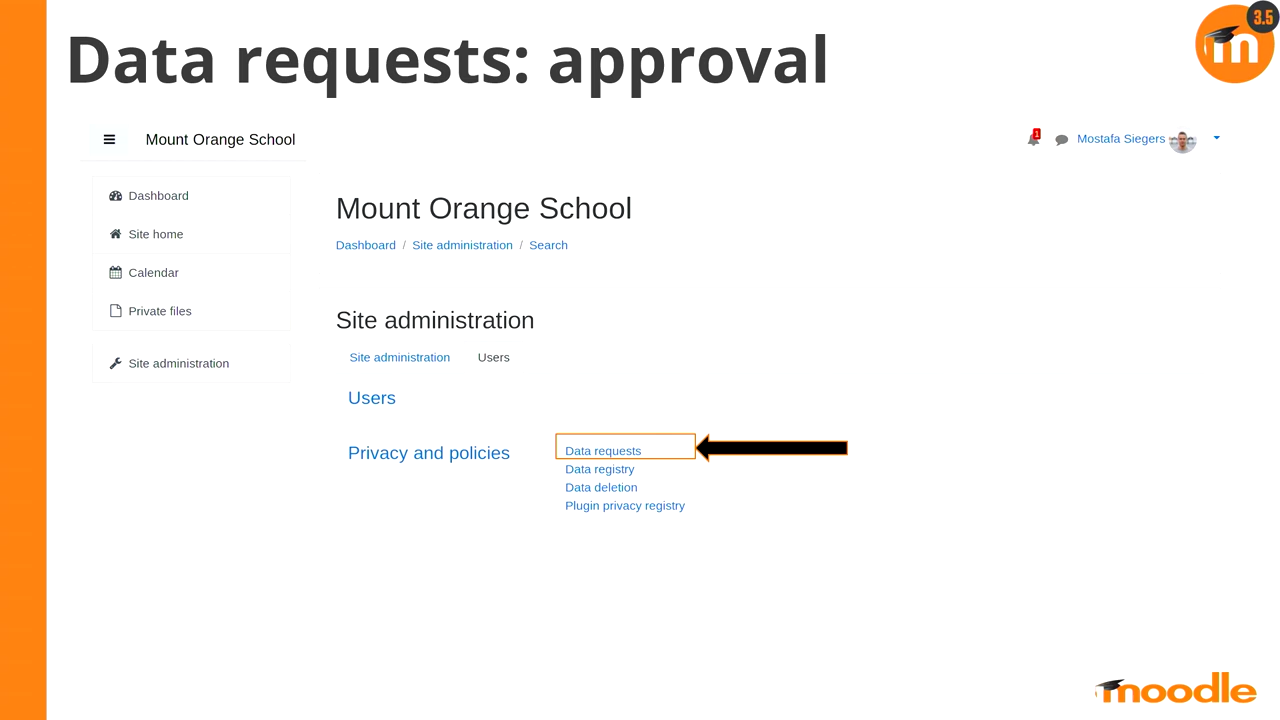 Data requests: approval
3.5
m
Mount Orange School
1
Mostafa Siegers
Dashboard
Site home
Calendar
Private files
Site administration
Mount Orange School
Dashboard / Site administration / Search
Site administration
Site administration Users
Users
Privacy and policies
Data requests
Data registry
Data deletion
Plugin privacy registry
moodle